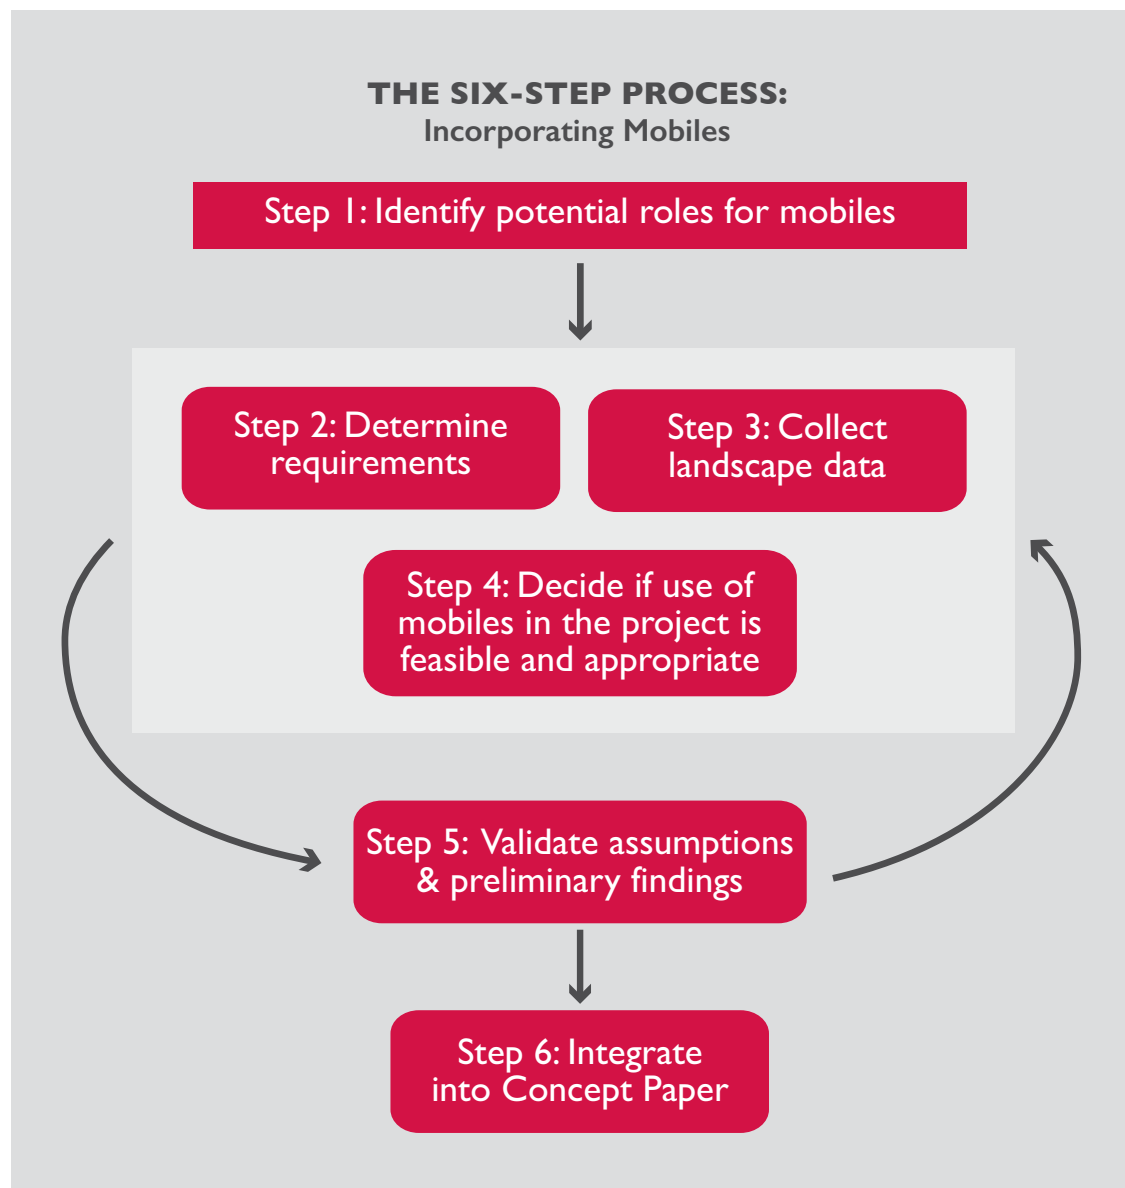 THE SIX-STEP PROCESS:
Incorporating Mobiles
Step 1: Identify potential roles for mobiles
Step 2: Determine
requirements
Step 3: Collect
landscape data
Step 4: Decide if use of
mobiles in the project is
feasible and appropriate
Step 5: Validate assumptions
& preliminary findings
Step 6: Integrate
into Concept Paper